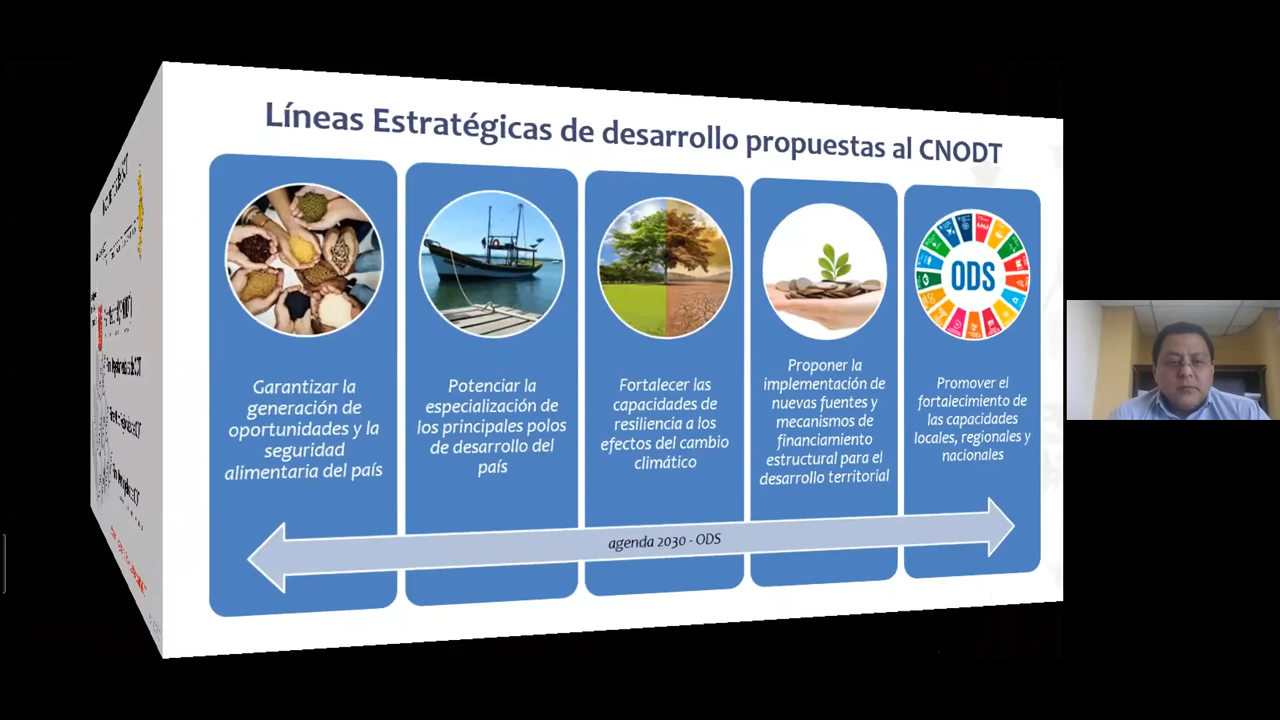 Líneas Estratégicas de desarrollo propuestas al CNODT
Garantizar la
generación de
oportunidades y la
seguridad
alimentaria del país
Potenciar la
especialización de
los principales polos
de desarrollo del
país
Fortalecer las
capacidades de
resiliencia a los
efectos del cambio
climático
Proponer la
implementación de
nuevas fuentes y
mecanismos de
financiamiento
estructural para el
desarrollo territorial
ODS
Promover el
fortalecimiento de
las capacidades
locales, regionales y
nacionales
agenda 2030 - ODS